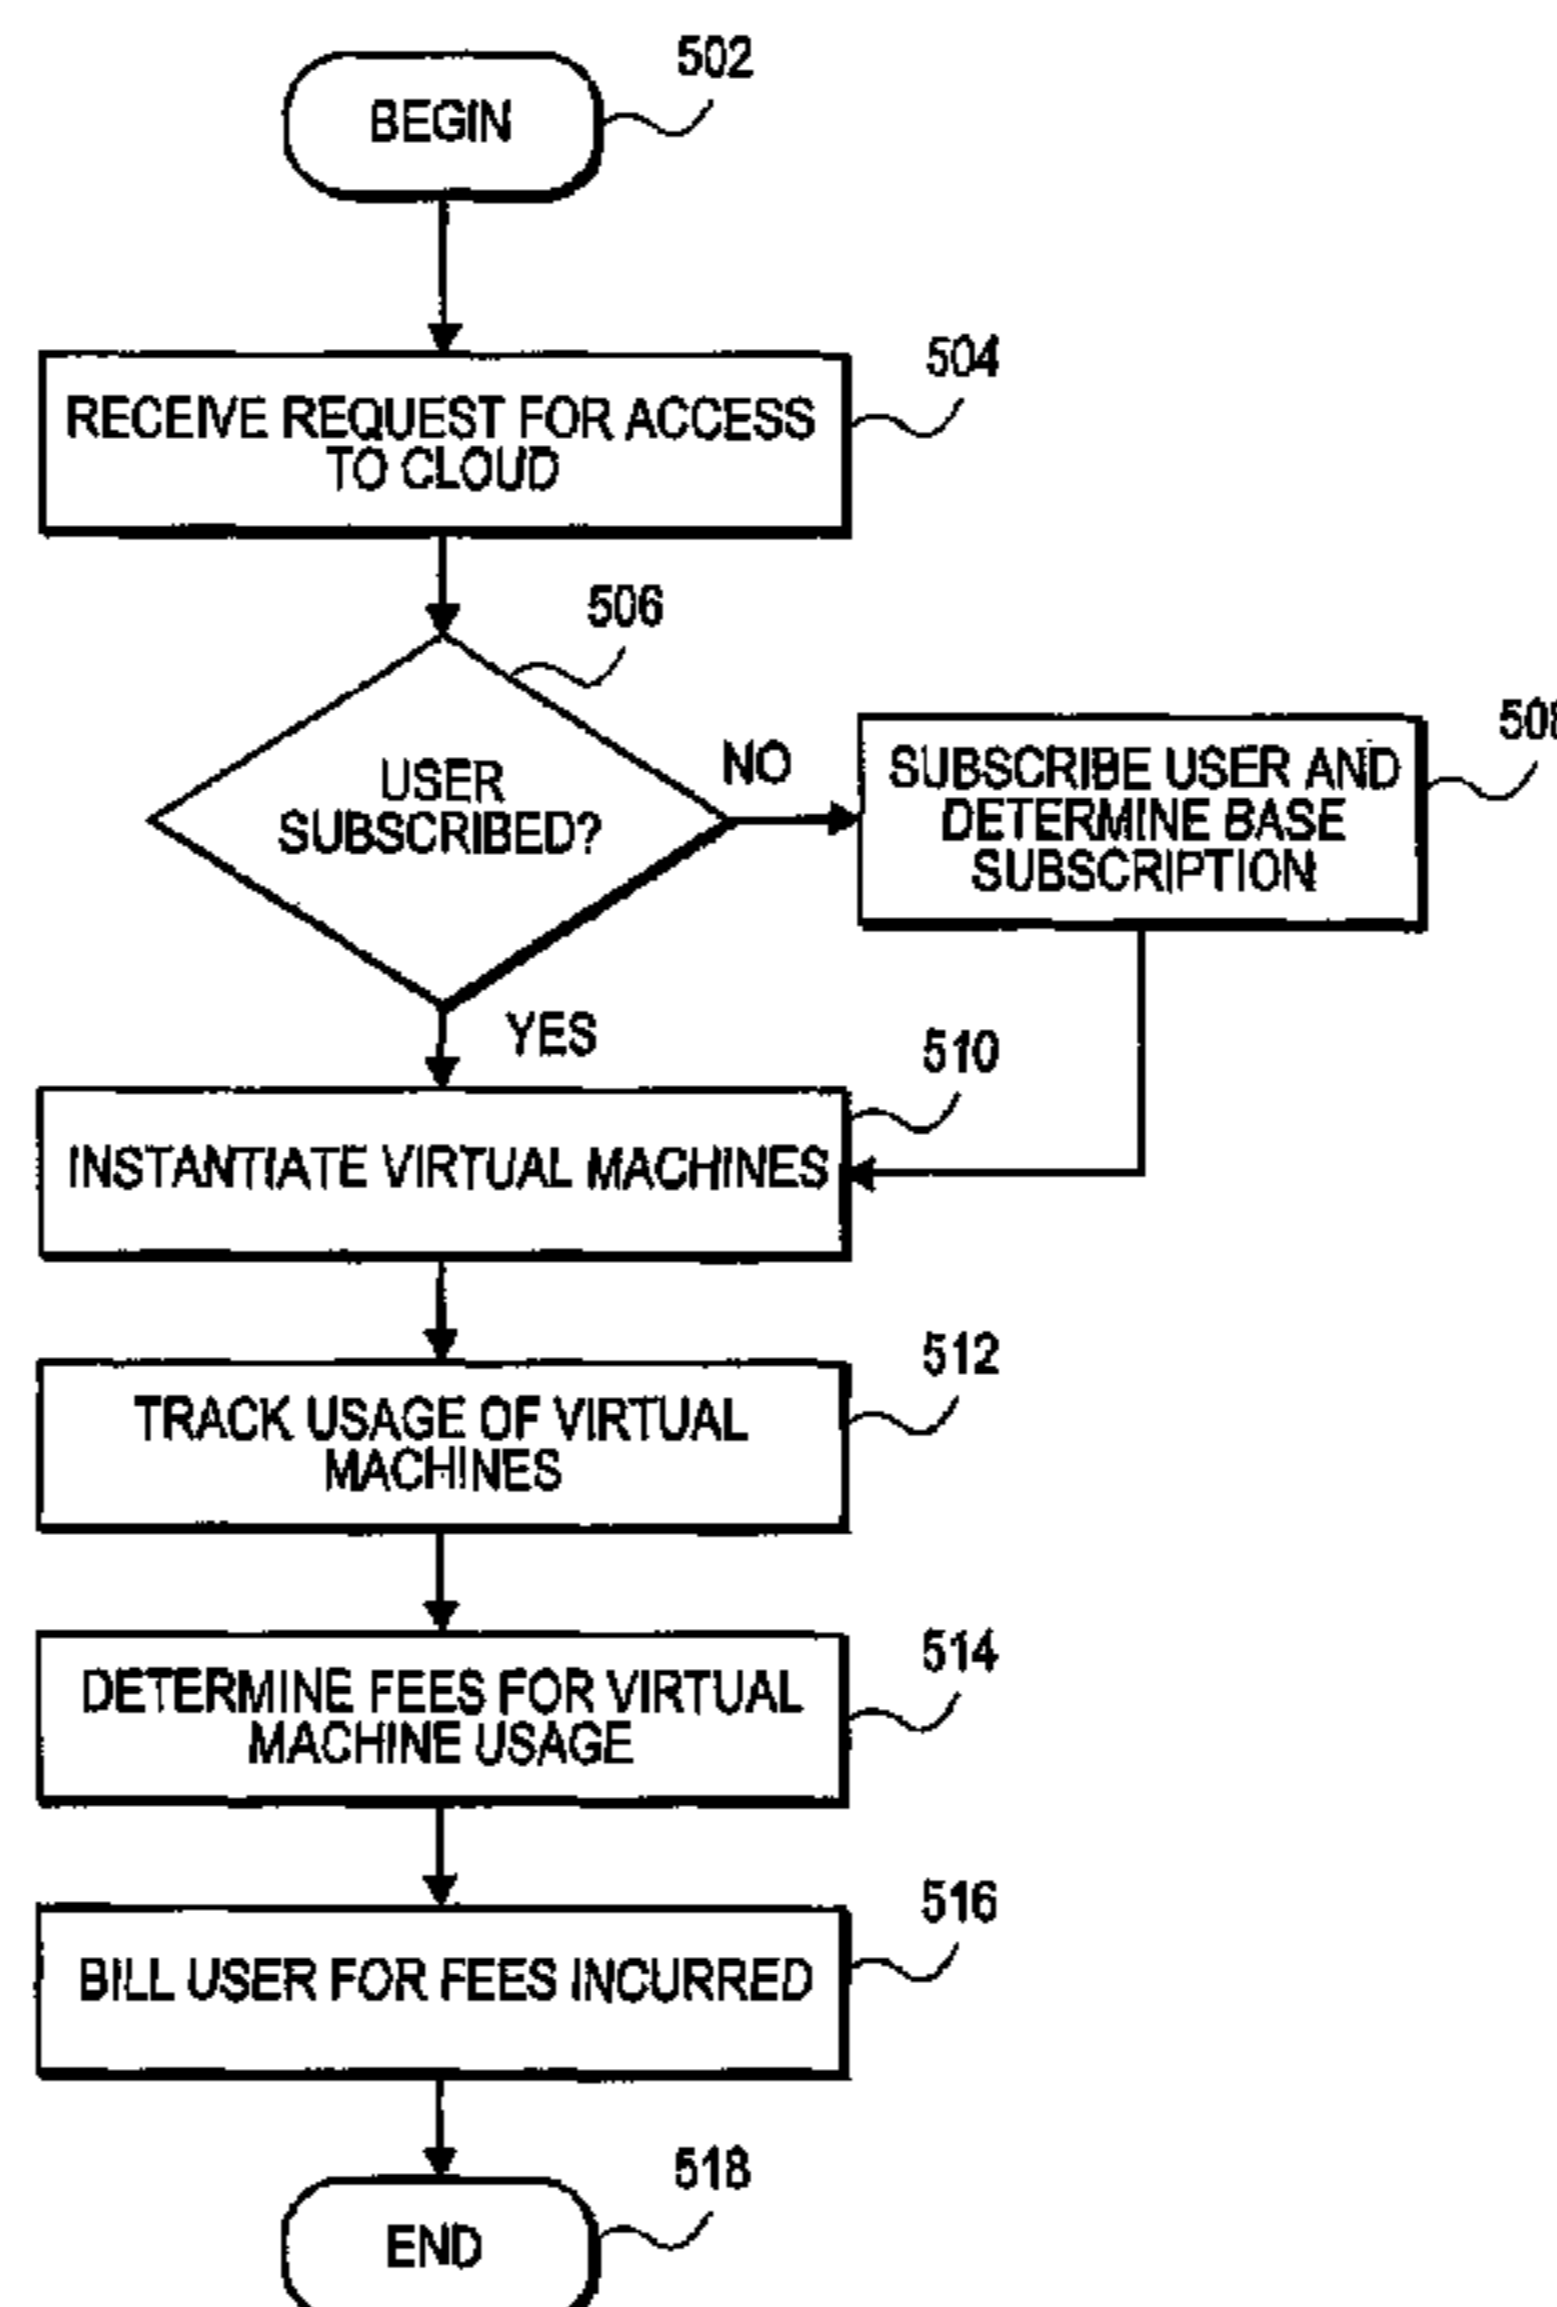 502
BEGIN
504
RECEIVE REQUEST FOR ACCESS
TO CLOUD
506
USER
SUBSCRIBED?
NO
508
SUBSCRIBE USER AND
DETERMINE BASE
SUBSCRIPTION
YES
510
INSTANTIATE VIRTUAL MACHINES
512
TRACK USAGE OF VIRTUAL
MACHINES
514
DETERMINE FEES FOR VIRTUAL
MACHINE USAGE
516
BILL USER FOR FEES INCURRED
518
END